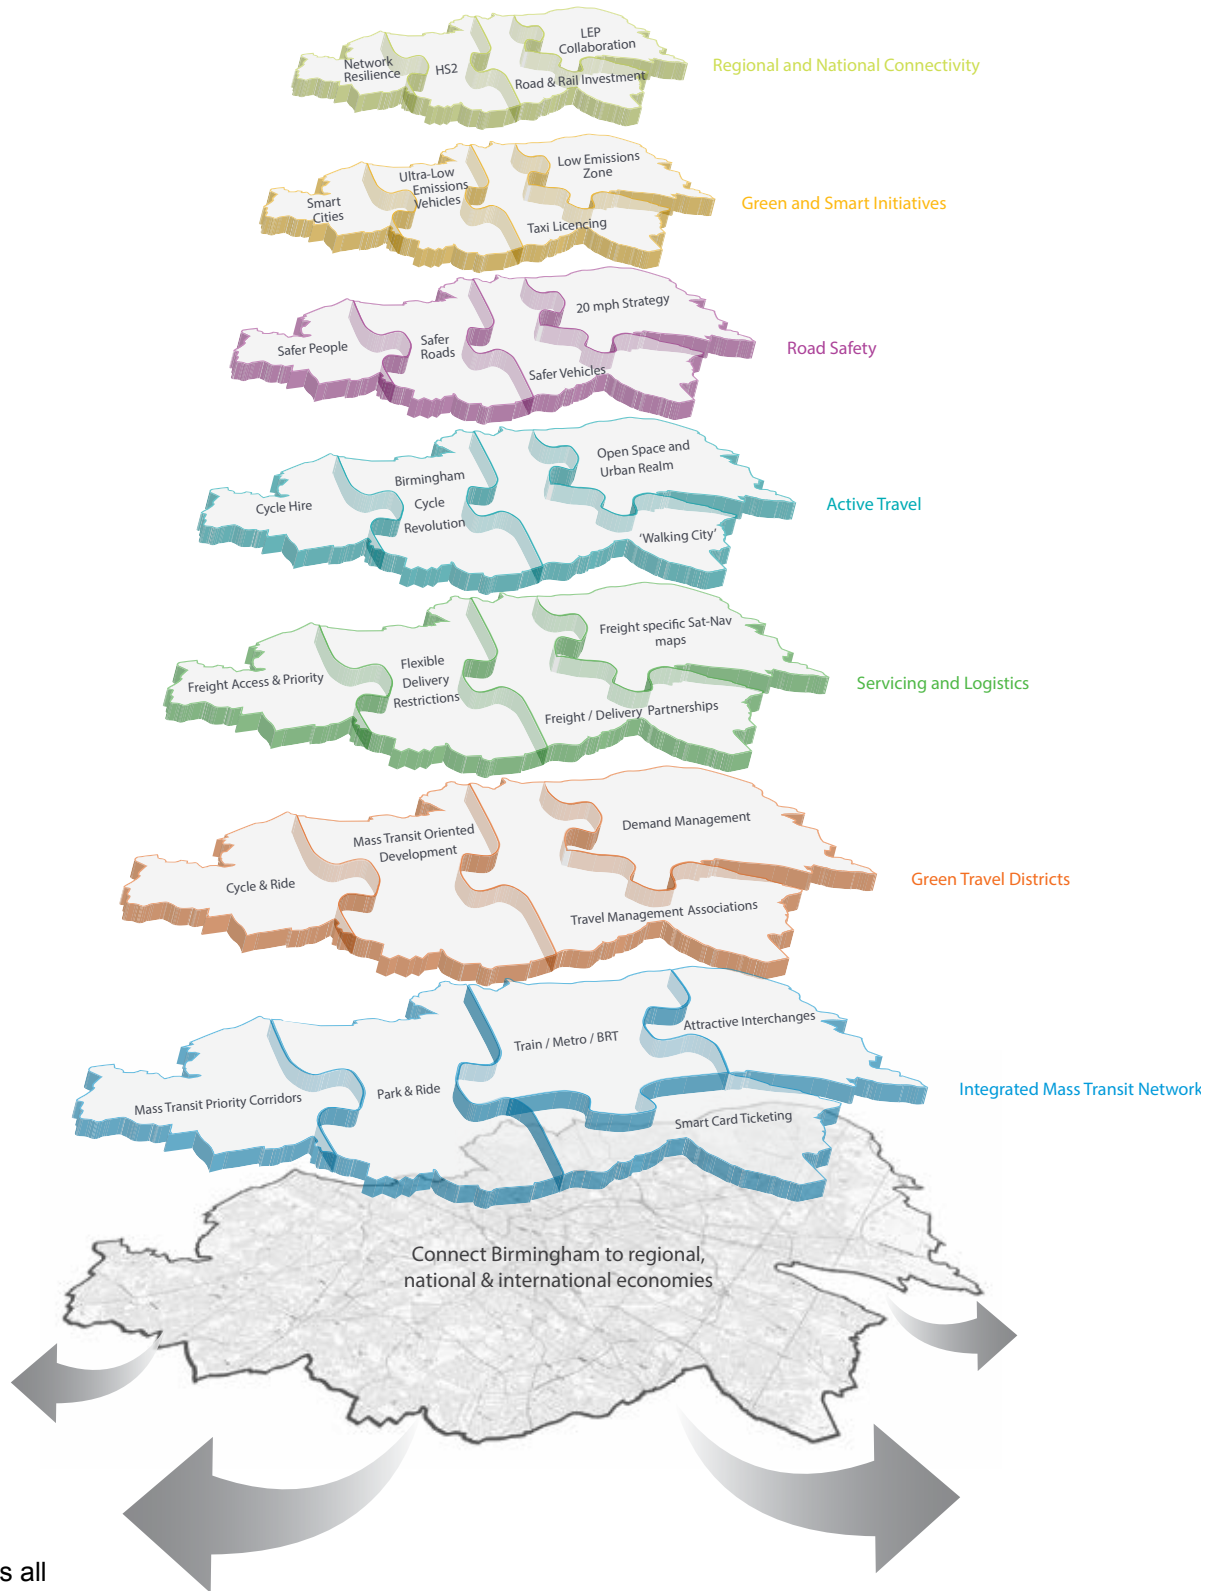 LEP
Collaboration
Network
Resilience
HS2
Road & Rail Investment
Regional and National Connectivity
Low Emissions
Zone
Ultra-Low
Emissions
Vehicles
Smart
Cities
Taxi Licencing
Green and Smart Initiatives
20 mph Strategy
Safer People
Safer
Roads
Safer Vehicles
Road Safety
Open Space and
Urban Realm
Birmingham
Cycle
Revolution
Cycle Hire
'Walking City'
Active Travel
Freight specific Sat-Nav
maps
Flexible
Delivery
Restrictions
Freight Access & Priority
Freight / Delivery Partnerships
Servicing and Logistics
Demand Management
Mass Transit Oriented
Development
Cycle & Ride
Travel Management Associations
Green Travel Districts
Attractive Interchanges
Train / Metro / BRT
Park & Ride
Mass Transit Priority Corridors
Smart Card Ticketing
Integrated Mass Transit Network
Connect Birmingham to regional,
national & international economies
s all